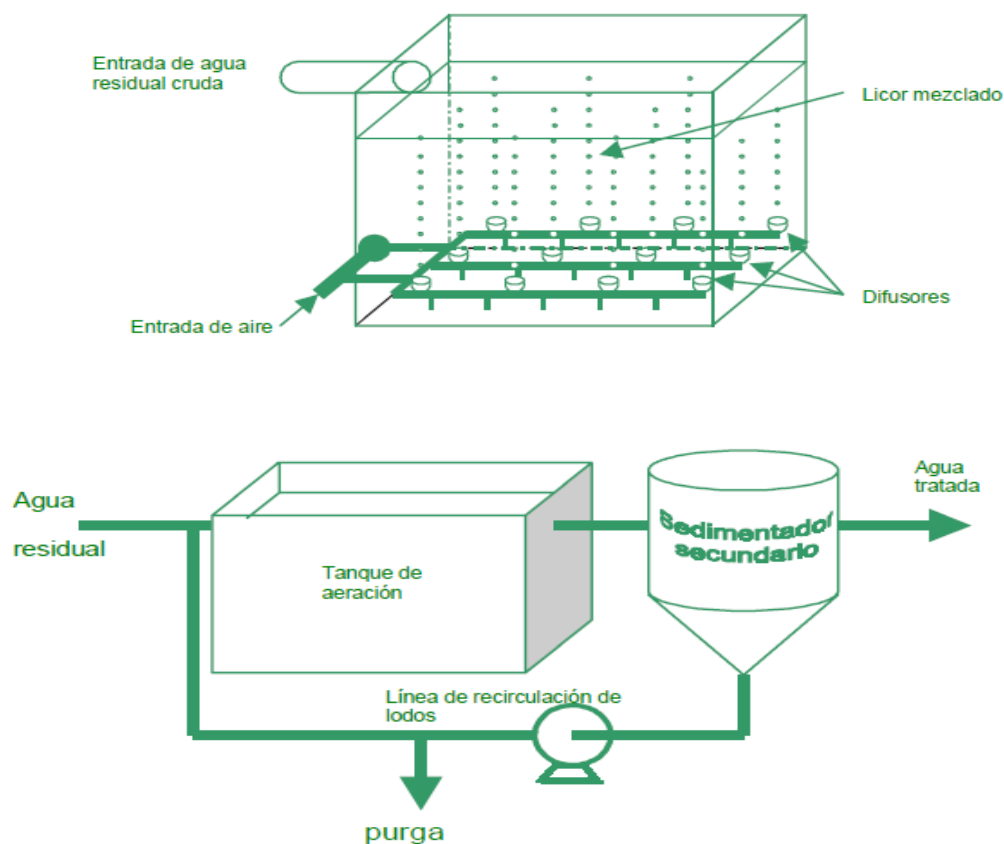 Entrada de agua
residual cruda
Licor mezclado
Difusores
Entrada de aire
Agua
residual
Tanque de
aeración
Sedimentador
secundario
Agua
tratada
Línea de recirculación de
lodos
purga